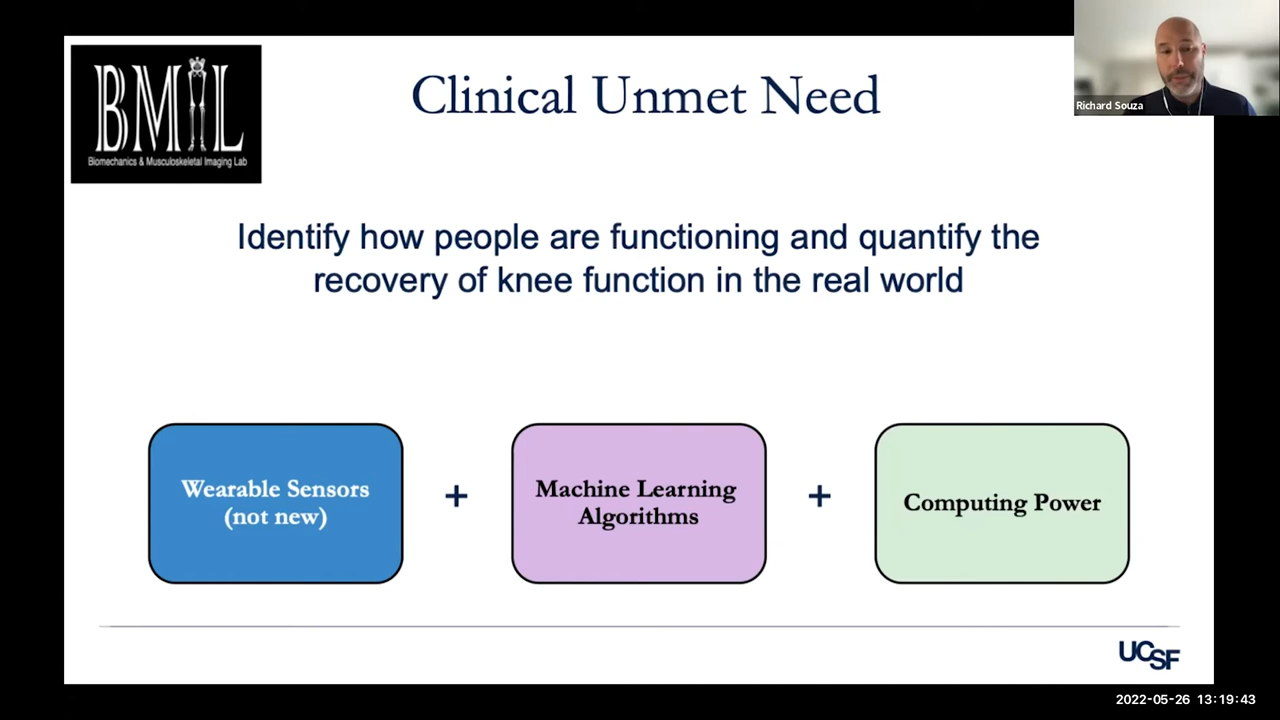 BMIL
Biomechanics & Musculoskeletal Imaging Lab
Clinical Unmet Need
Richard Souza
Identify how people are functioning and quantify the
recovery of knee function in the real world
Wearable Sensors
(not new)
+
Machine Learning
Algorithms
+
Computing Power
UCSF
2022-05-26 13:19:43